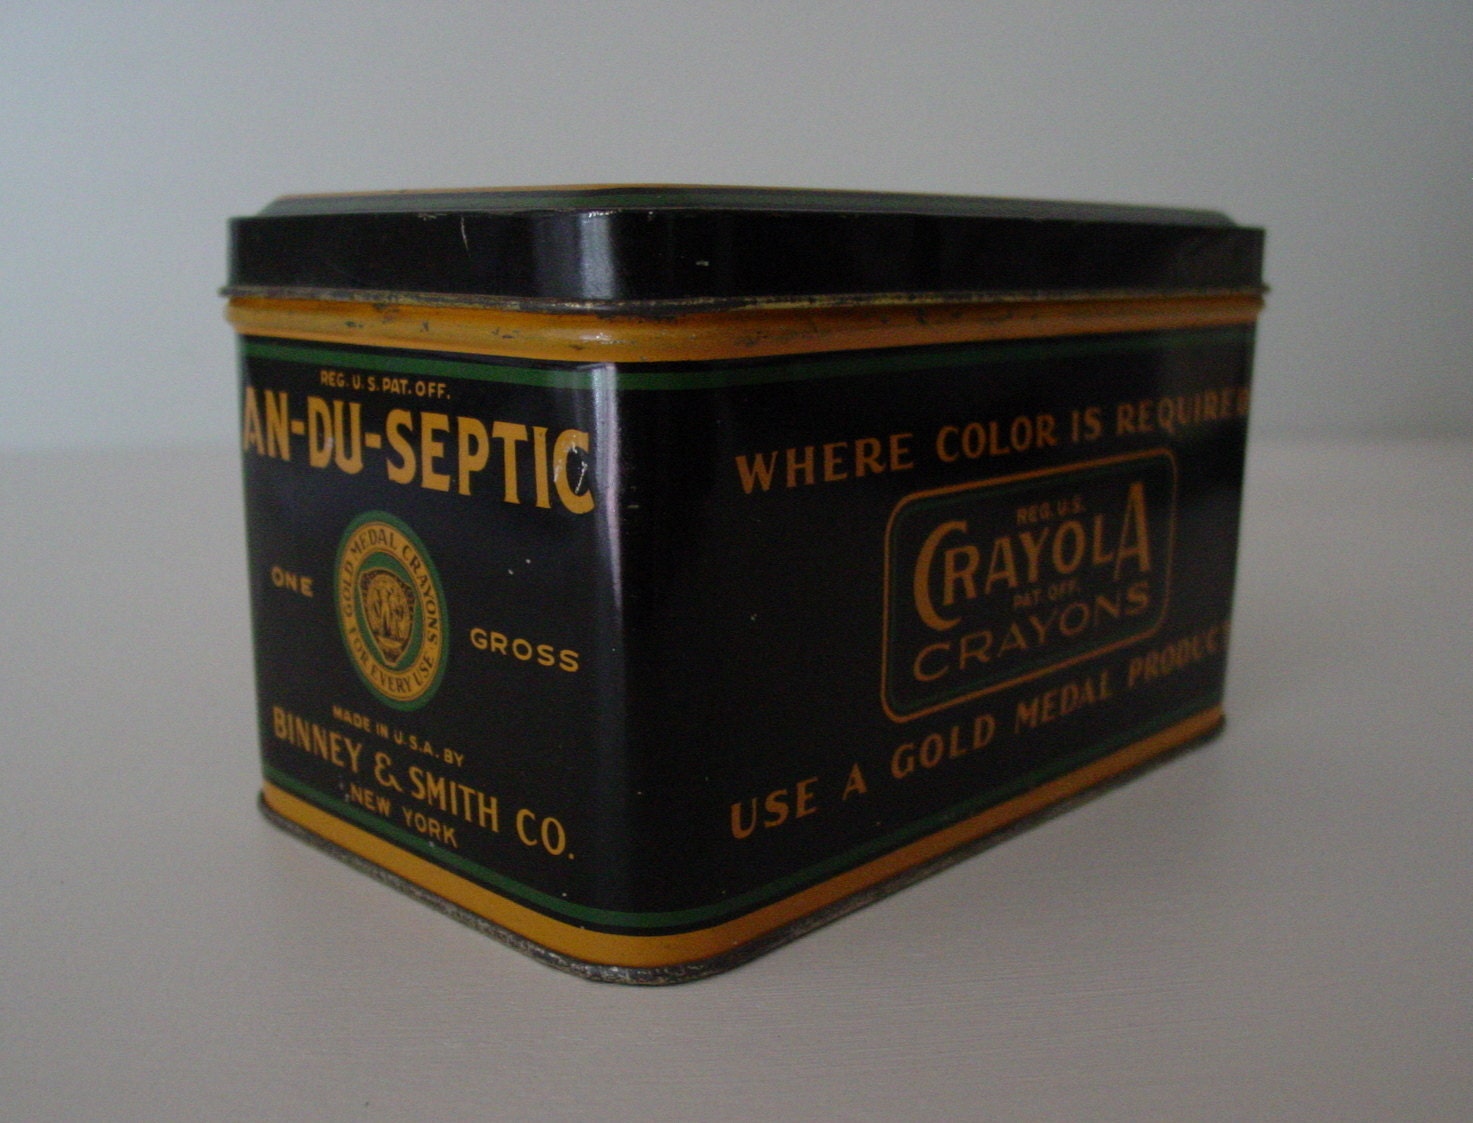 REG. U. S. PAT. OFF.
AN-DU-SEPTIC
ONE
GOLD MEDAL CRAYONS
FOR EVERY USE
GROSS
MADE IN U.S.A. BY
BINNEY & SMITH CO.
NEW YORK
WHERE COLOR IS REQUIRED
REG. U.S.
CRAYOLA
PAT. OFF.
CRAYONS
USE A GOLD MEDAL PRODUCT